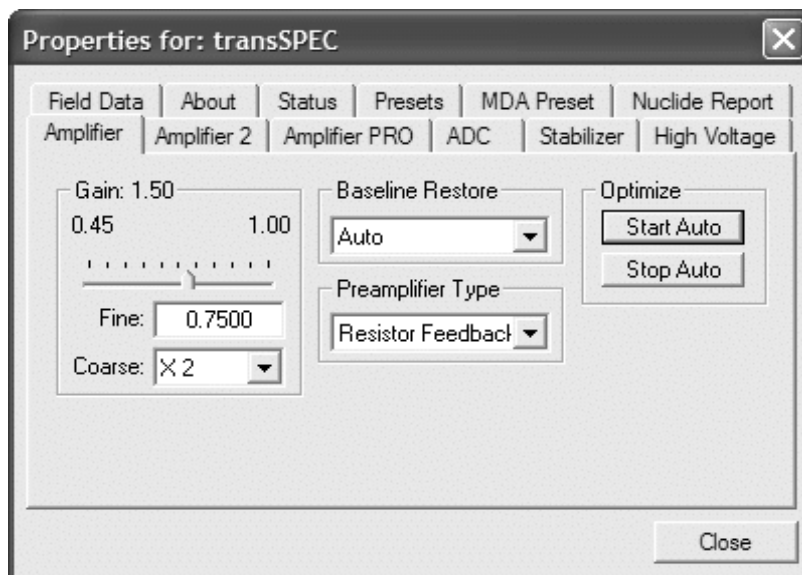 Properties for: transSPEC
Field Data About Status Presets MDA Preset Nuclide Report
Amplifier Amplifier 2 Amplifier PRO ADC Stabilizer High Voltage
Gain: 1.50
0.45 1.00
Fine: 0.7500
Coarse: X 2
Baseline Restore
Auto
Preamplifier Type
Resistor Feedback
Optimize
Start Auto
Stop Auto
Close